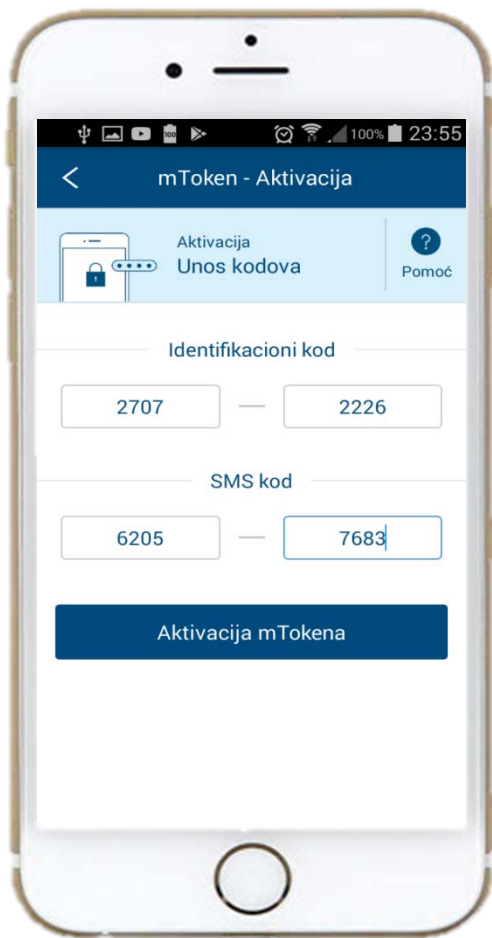 100% 23:55
mToken - Aktivacija
Aktivacija
Unos kodova
?
Pomoć
Identifikacioni kod
2707 — 2226
SMS kod
6205 — 7683
Aktivacija mTokena